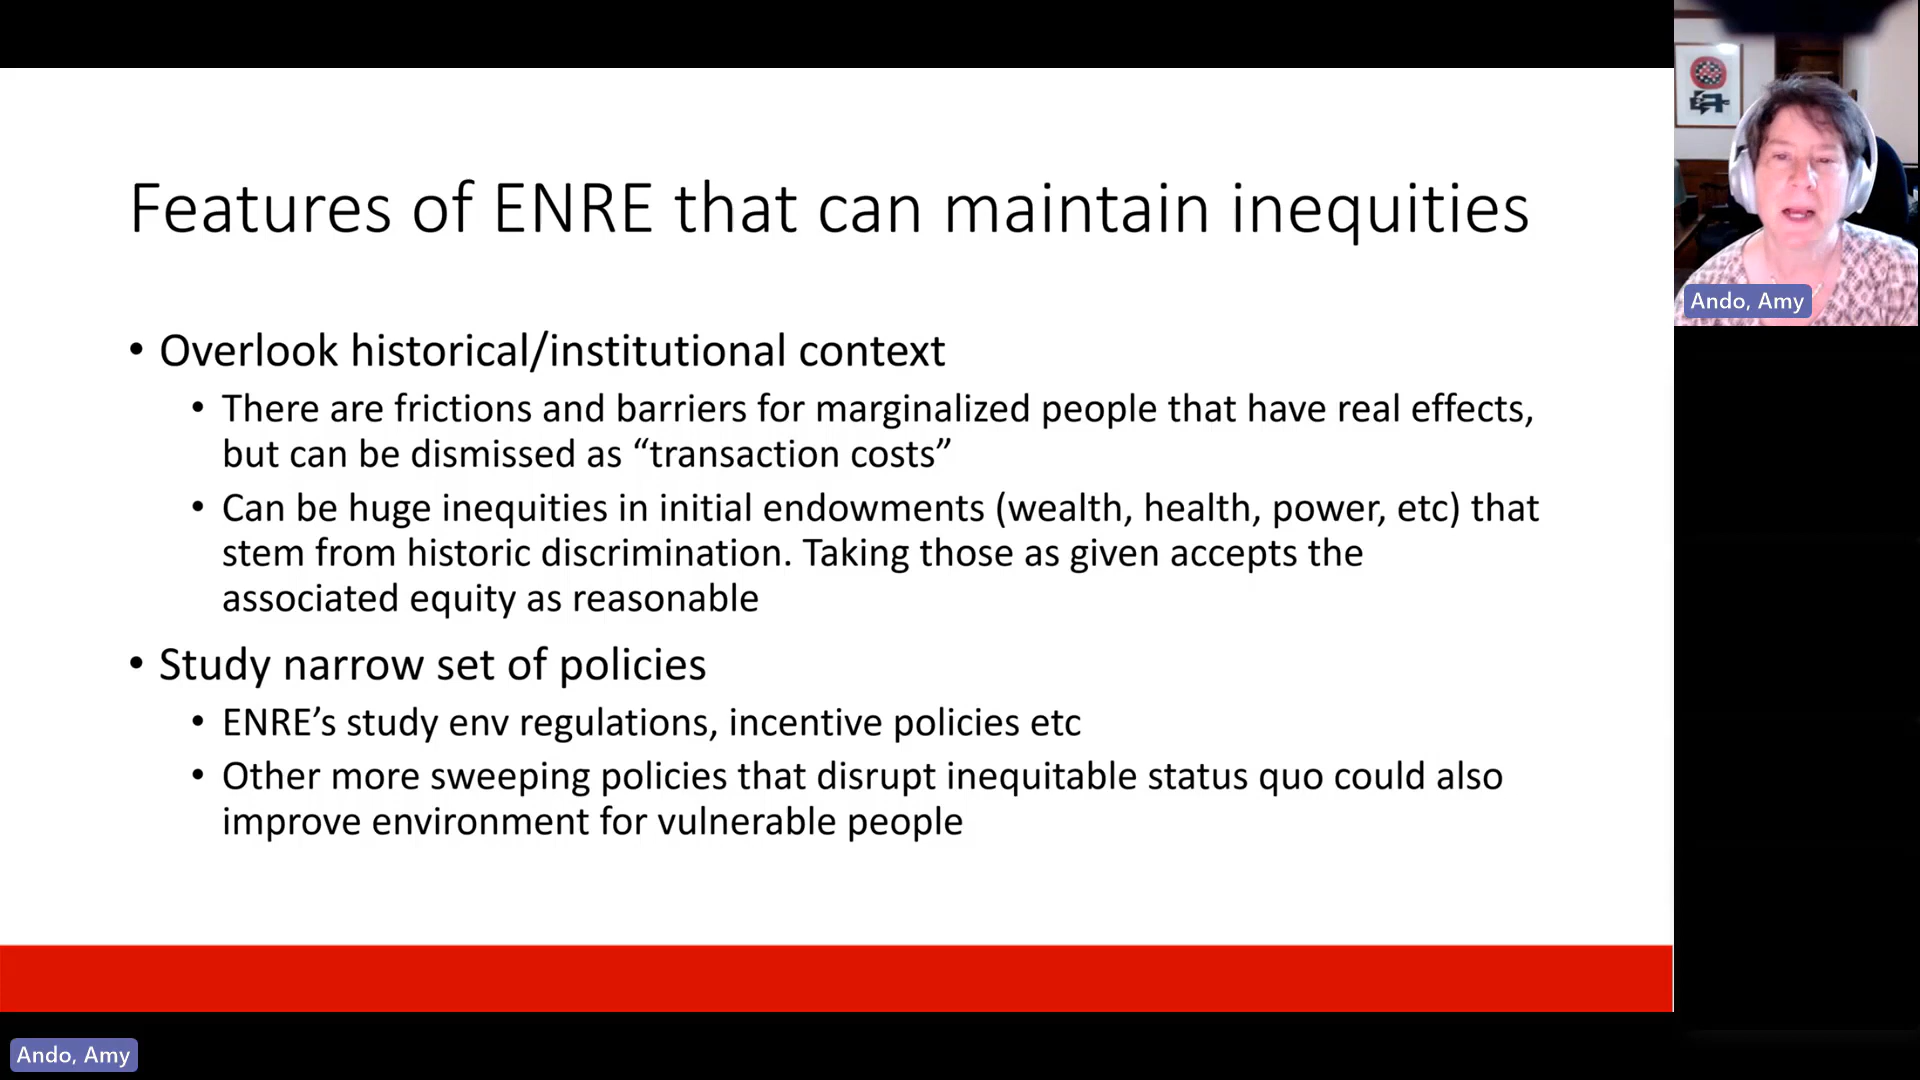 Features of ENRE that can maintain inequities
• Overlook historical/institutional context
• There are frictions and barriers for marginalized people that have real effects,
but can be dismissed as “transaction costs”
• Can be huge inequities in initial endowments (wealth, health, power, etc) that
stem from historic discrimination. Taking those as given accepts the
associated equity as reasonable
• Study narrow set of policies
• ENRE’s study env regulations, incentive policies etc
• Other more sweeping policies that disrupt inequitable status quo could also
improve environment for vulnerable people
Ando, Amy
Ando, Amy